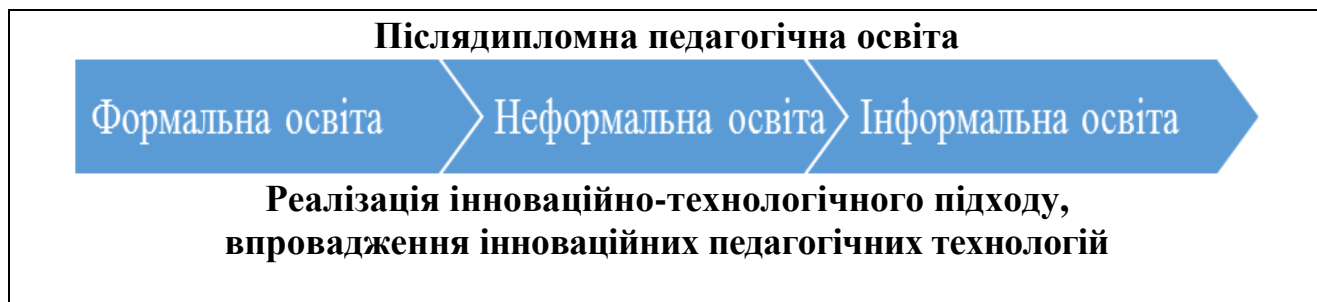 Післядипломна педагогічна освіта
Формальна освіта Неформальна освіта Інформальна освіта
Реалізація інноваційно-технологічного підходу,
впровадження інноваційних педагогічних технологій